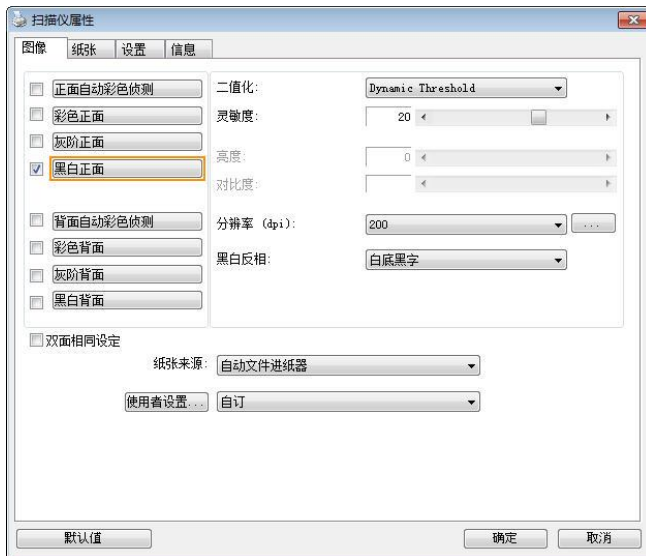 扫描仪属性
图像 纸张 设置 信息
正面自动彩色侦测
彩色正面
灰阶正面
黑白正面
背面自动彩色侦测
彩色背面
灰阶背面
黑白背面
二值化: Dynamic Threshold
灵敏度: 20
亮度: 0
对比度:
分辨率 (dpi): 200 ...
黑白反相: 白底黑字
双面相同设定
纸张来源: 自动文件进纸器
使用者设置... 自订
默认值 确定 取消